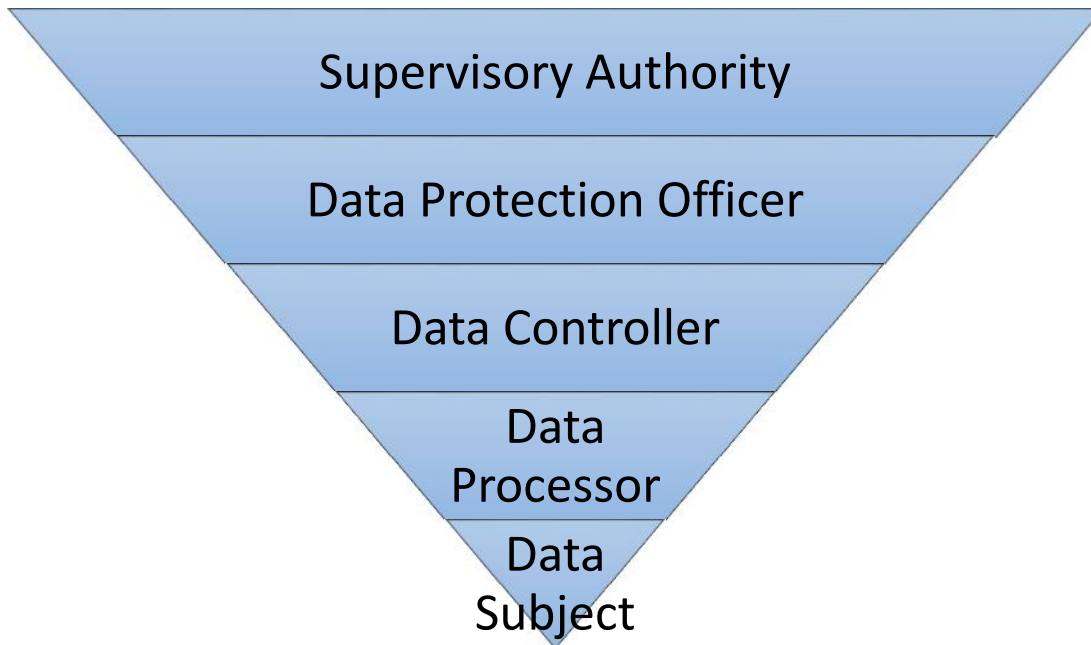 Supervisory Authority
Data Protection Officer
Data Controller
Data
Processor
Data
Subject